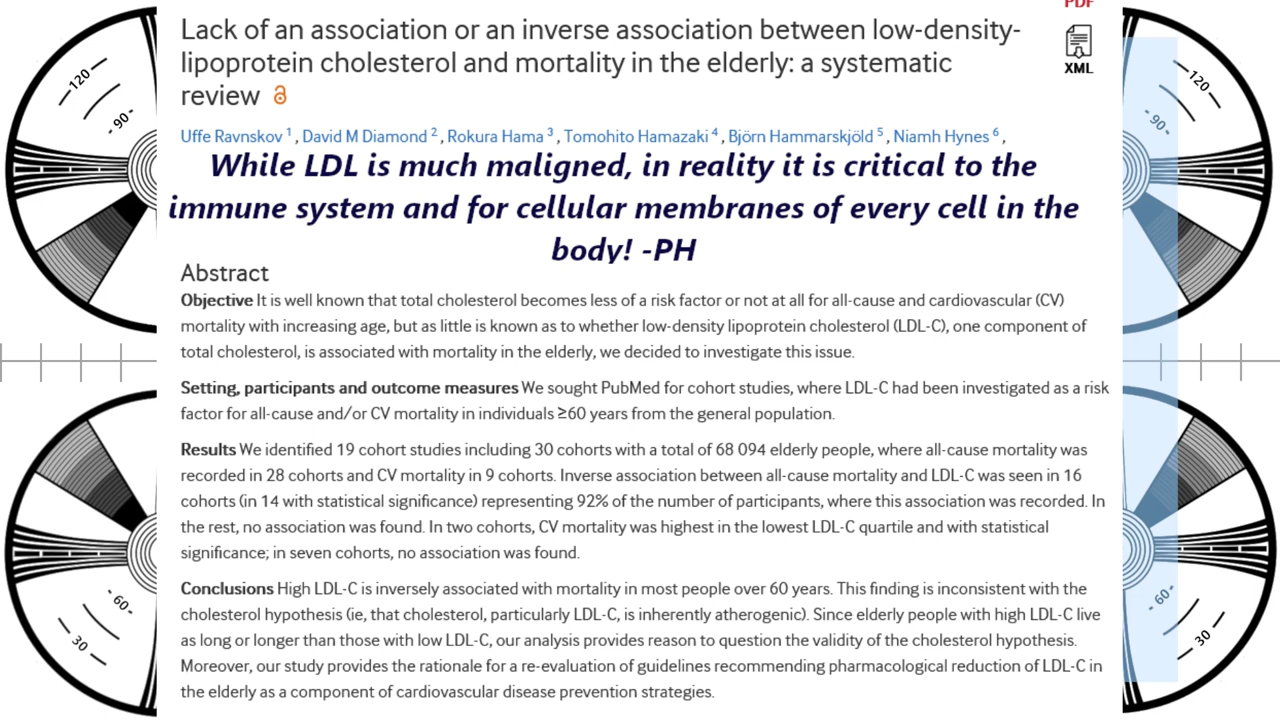 PDF
Lack of an association or an inverse association between low-density-
lipoprotein cholesterol and mortality in the elderly: a systematic
review
XML
Uffe Ravnskov 1, David M Diamond 2, Rokura Hama 3, Tomohito Hamazaki 4, Björn Hammarskjöld 5, Niamh Hynes 6,
While LDL is much maligned, in reality it is critical to the
immune system and for cellular membranes of every cell in the
body! -PH
Abstract
Objective It is well known that total cholesterol becomes less of a risk factor or not at all for all-cause and cardiovascular (CV)
mortality with increasing age, but as little is known as to whether low-density lipoprotein cholesterol (LDL-C), one component of
total cholesterol, is associated with mortality in the elderly, we decided to investigate this issue.
Setting, participants and outcome measures We sought PubMed for cohort studies, where LDL-C had been investigated as a risk
factor for all-cause and/or CV mortality in individuals ≥60 years from the general population.
Results We identified 19 cohort studies including 30 cohorts with a total of 68 094 elderly people, where all-cause mortality was
recorded in 28 cohorts and CV mortality in 9 cohorts. Inverse association between all-cause mortality and LDL-C was seen in 16
cohorts (in 14 with statistical significance) representing 92% of the number of participants, where this association was recorded. In
the rest, no association was found. In two cohorts, CV mortality was highest in the lowest LDL-C quartile and with statistical
significance; in seven cohorts, no association was found.
Conclusions High LDL-C is inversely associated with mortality in most people over 60 years. This finding is inconsistent with the
cholesterol hypothesis (ie, that cholesterol, particularly LDL-C, is inherently atherogenic). Since elderly people with high LDL-C live
as long or longer than those with low LDL-C, our analysis provides reason to question the validity of the cholesterol hypothesis.
Moreover, our study provides the rationale for a re-evaluation of guidelines recommending pharmacological reduction of LDL-C in
the elderly as a component of cardiovascular disease prevention strategies.
120
- 90 -
- 60 -
30
120
- 90 -
- 60 -
30